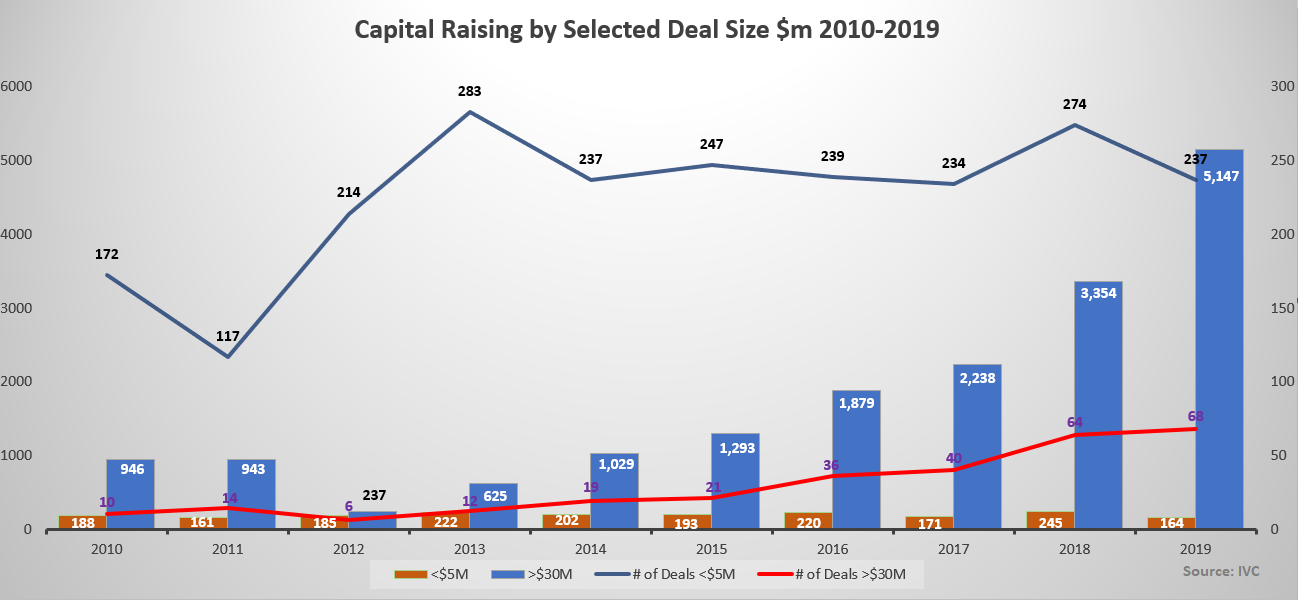 Capital Raising by Selected Deal Size $m 2010-2019
6000 300
283
274
247
237 239 234 237
5000 250
5,147
214
4000 200
172
3,354
3000 150
117
2,238
2000 100
1,879
1,293
64 68
1000 50
946 943 1,029
36 40
237 625
10 14 6 12 19 21
188 161 185 222 202 193 220 171 245 164
0 0
2010 2011 2012 2013 2014 2015 2016 2017 2018 2019
<$5M >$30M # of Deals <$5M # of Deals >$30M
Source: IVC